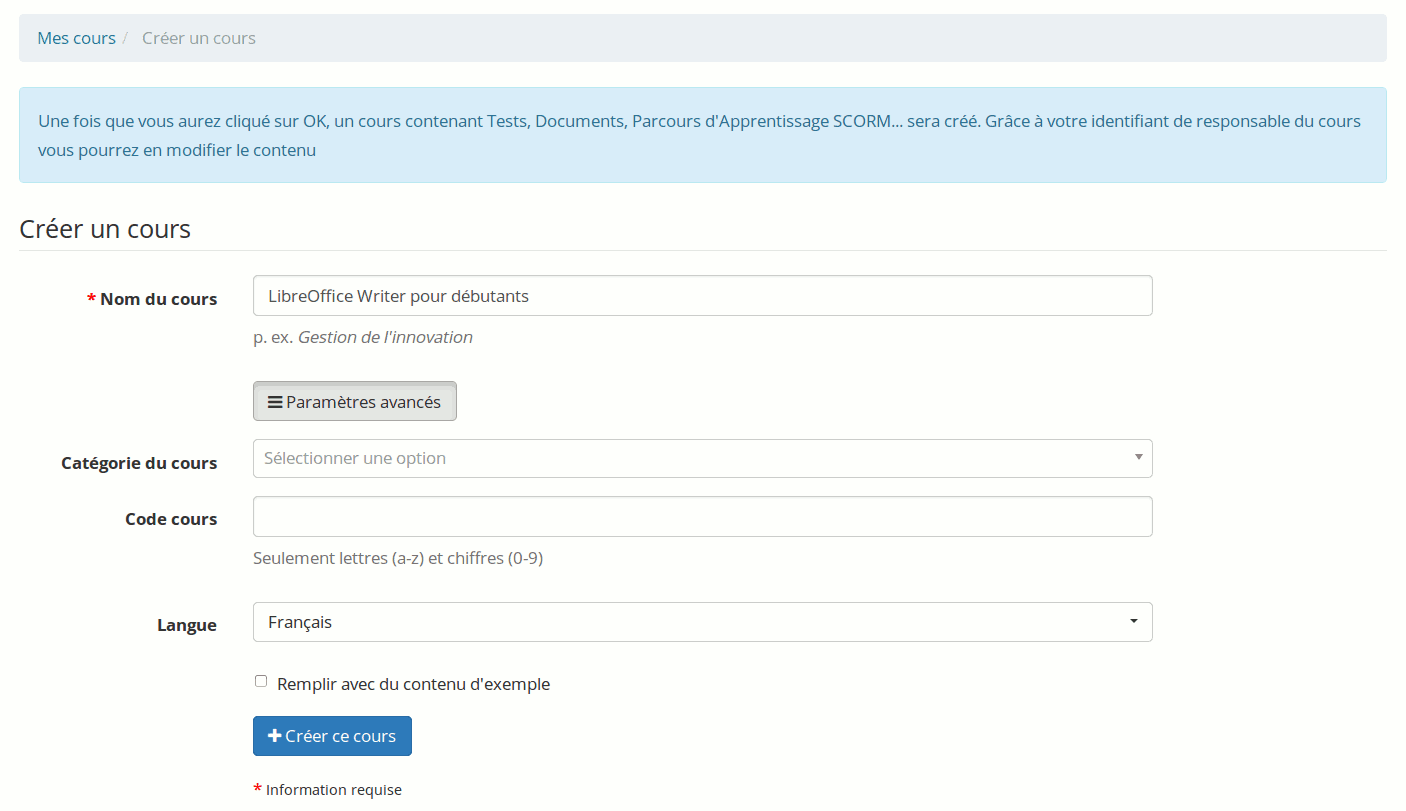 Mes cours / Créer un cours
Une fois que vous aurez cliqué sur OK, un cours contenant Tests, Documents, Parcours d'Apprentissage SCORM... sera créé. Grâce à votre identifiant de responsable du cours
vous pourrez en modifier le contenu
Créer un cours
* Nom du cours LibreOffice Writer pour débutants
p. ex. Gestion de l'innovation
Paramètres avancés
Catégorie du cours Sélectionner une option
Code cours
Seulement lettres (a-z) et chiffres (0-9)
Langue Français
Remplir avec du contenu d'exemple
Créer ce cours
* Information requise